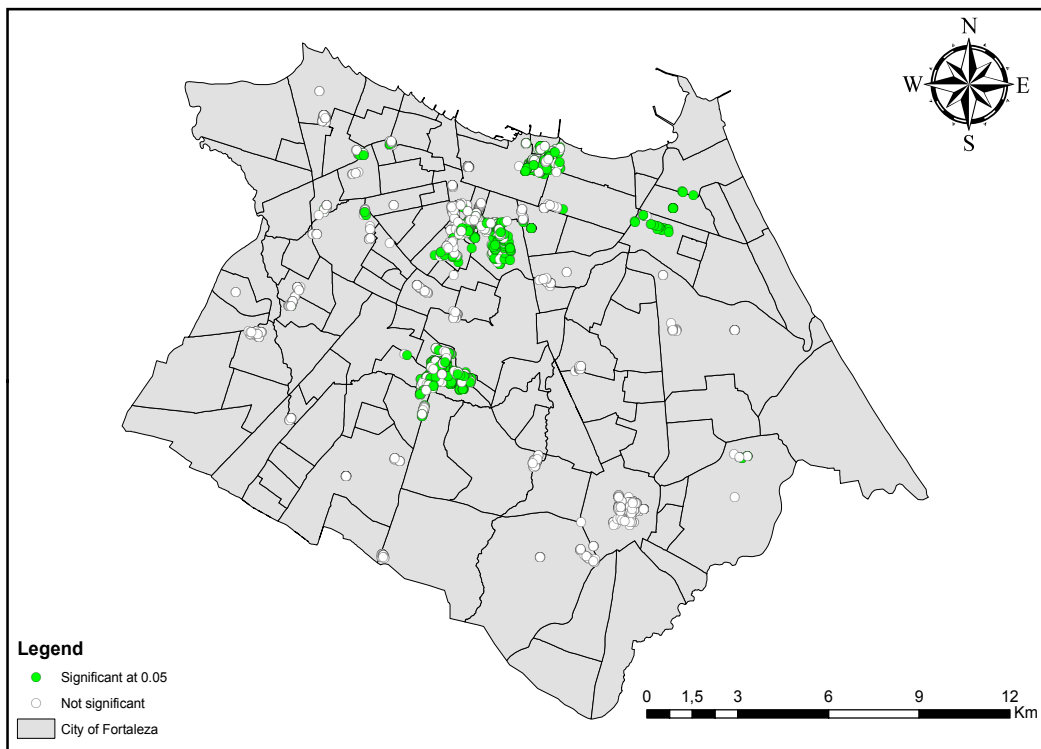 N
W E
S
Legend
Significant at 0.05
Not significant
City of Fortaleza
0 1,5 3 6 9 12
Km